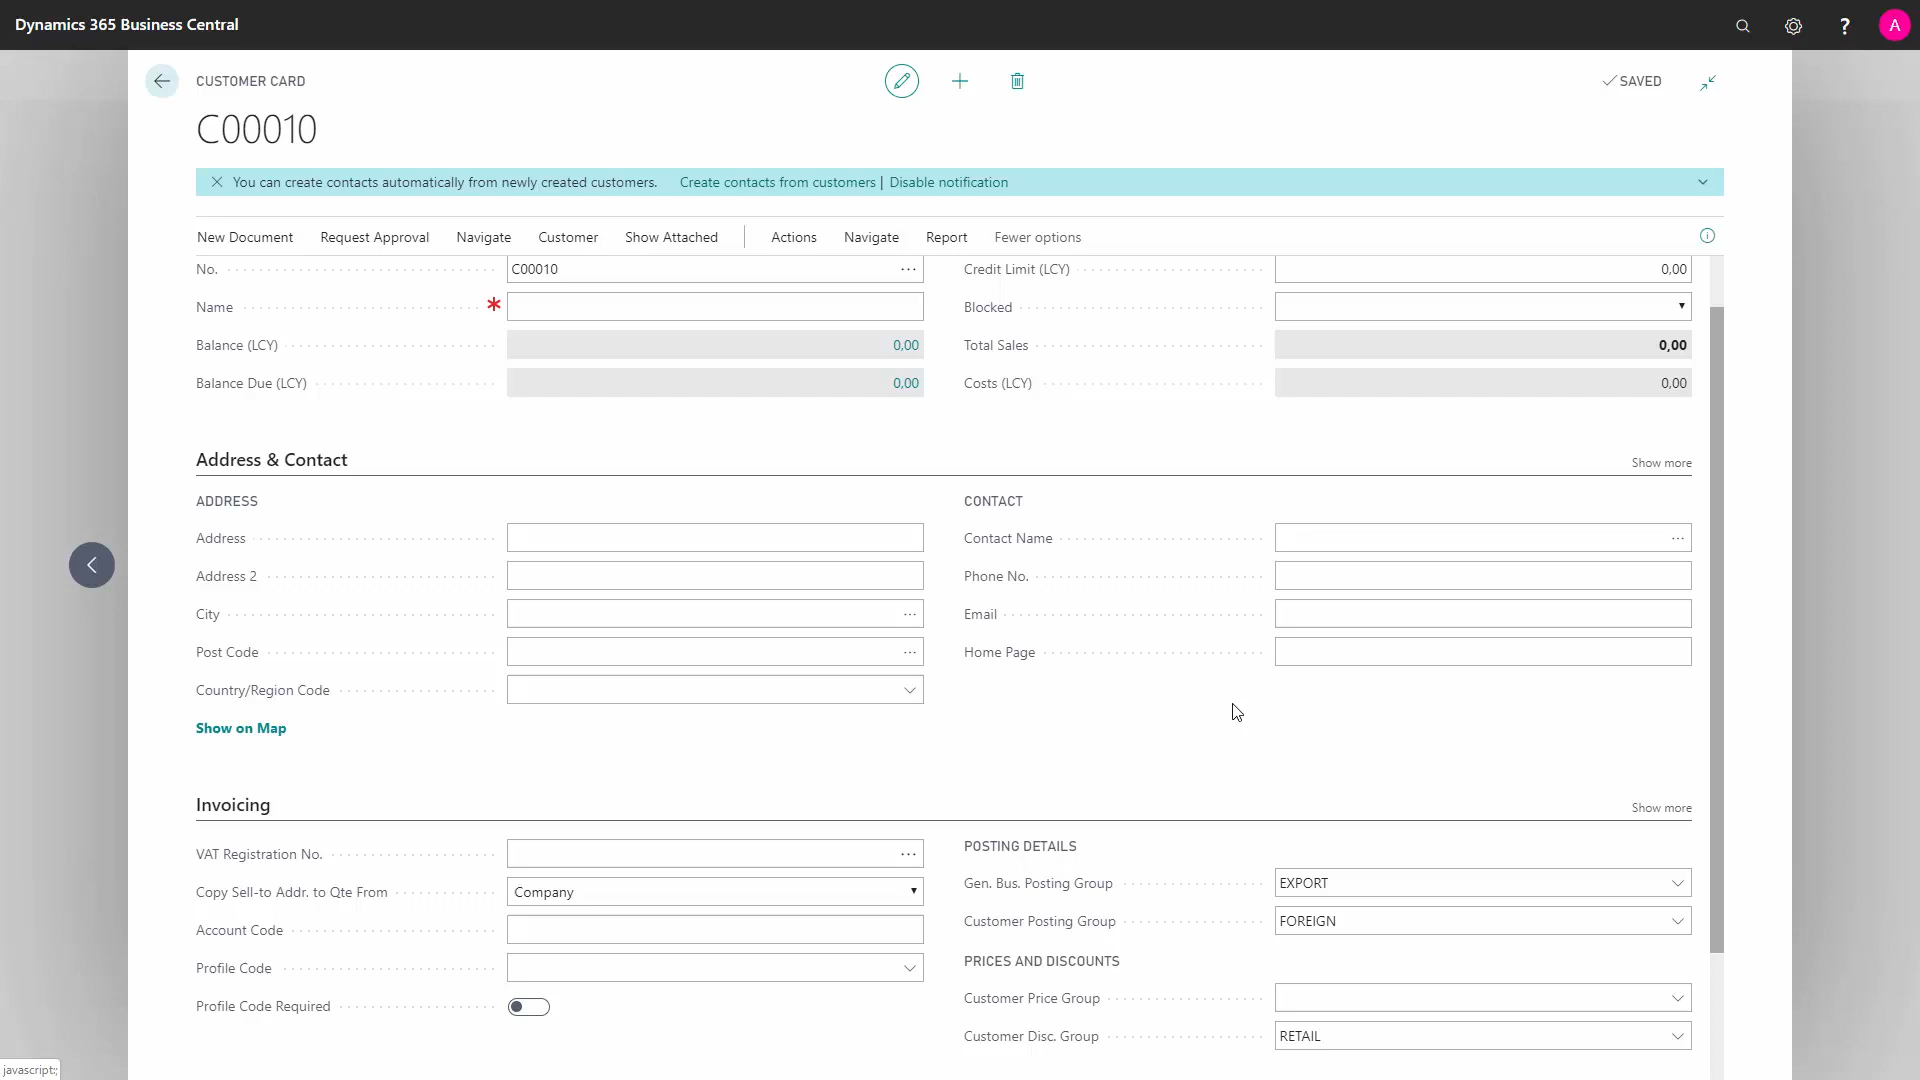 Dynamics 365 Business Central
?
A
CUSTOMER CARD
SAVED
C00010
You can create contacts automatically from newly created customers. Create contacts from customers | Disable notification
New Document Request Approval Navigate Customer Show Attached Actions Navigate Report Fewer options
No. C00010 ... Credit Limit (LCY) 0,00
Name * Blocked
Balance (LCY) 0,00 Total Sales 0,00
Balance Due (LCY) 0,00 Costs (LCY) 0,00
Address & Contact Show more
ADDRESS CONTACT
Address Contact Name ...
Address 2 Phone No.
City ... Email
Post Code ... Home Page
Country/Region Code
Show on Map
Invoicing Show more
VAT Registration No. ... POSTING DETAILS
Copy Sell-to Addr. to Qte From Company Gen. Bus. Posting Group EXPORT
Account Code Customer Posting Group FOREIGN
Profile Code PRICES AND DISCOUNTS
Profile Code Required Customer Price Group
Customer Disc. Group RETAIL
javascript:;